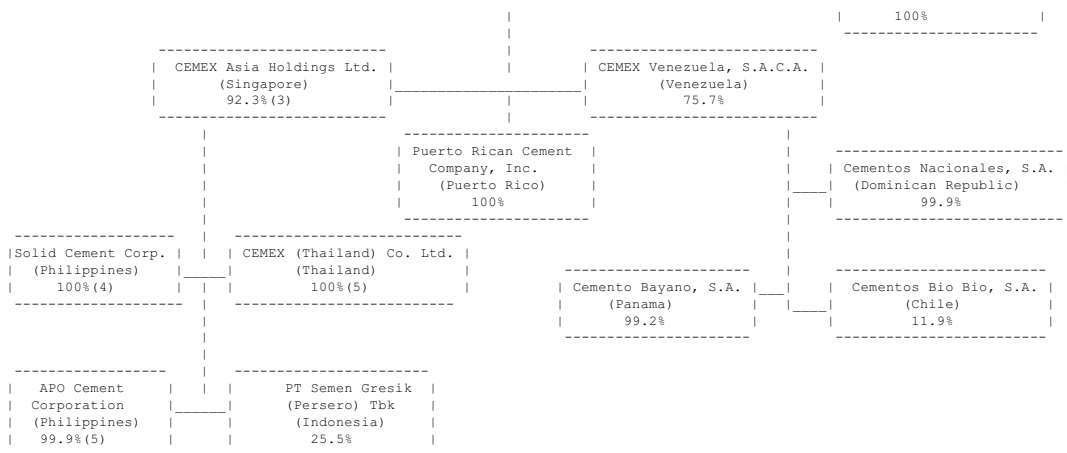 100%
CEMEX Asia Holdings Ltd.
(Singapore)
92.3%(3)
CEMEX Venezuela, S.A.C.A.
(Venezuela)
75.7%
Puerto Rican Cement
Company, Inc.
(Puerto Rico)
100%
Cementos Nacionales, S.A.
(Dominican Republic)
99.9%
Solid Cement Corp.
(Philippines)
100%(4)
CEMEX (Thailand) Co. Ltd.
(Thailand)
100%(5)
Cemento Bayano, S.A.
(Panama)
99.2%
Cementos Bio Bio, S.A.
(Chile)
11.9%
APO Cement
Corporation
(Philippines)
99.9%(5)
PT Semen Gresik
(Persero) Tbk
(Indonesia)
25.5%